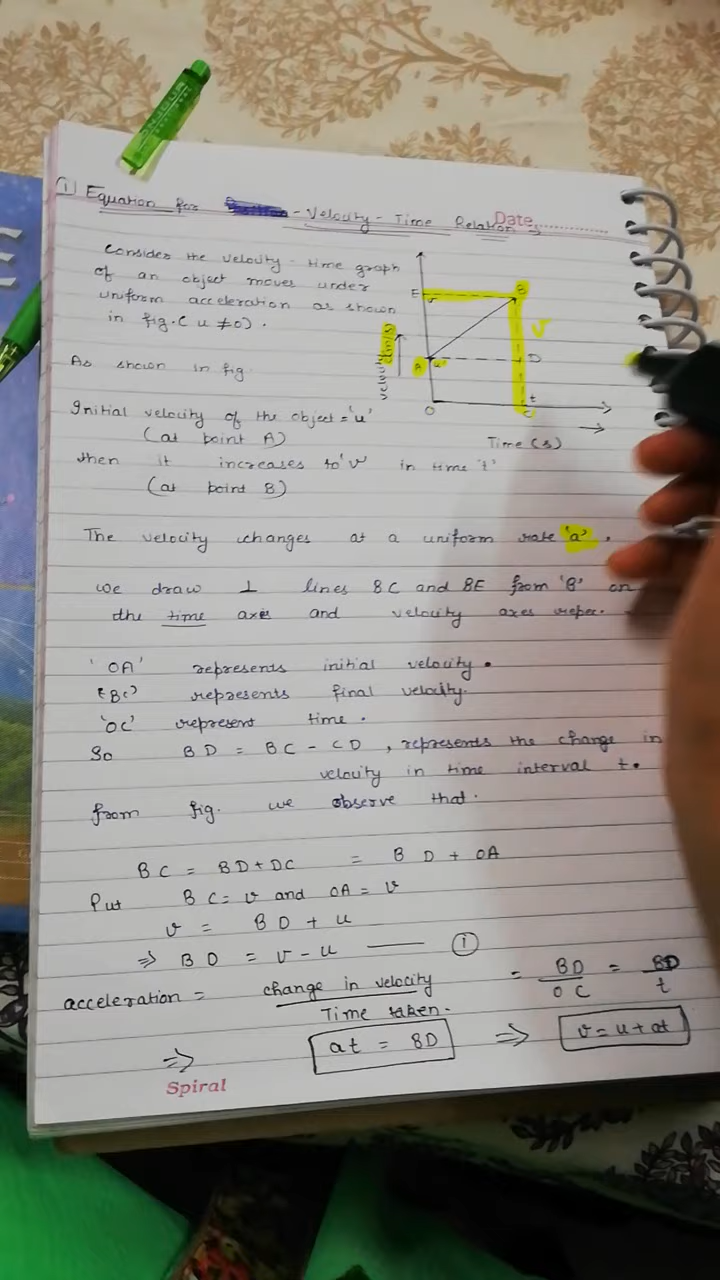 ① Equation for - Velocity - Time Relation
Date
Consider the velocity - time graph
of an object moves under
uniform acceleration as shown
in fig. ( u ≠ 0 ) .
E
v
B
v
A
u
D
O
t
C
velocity (m/s)
Time (s)
As shown in fig
Initial velocity of the object = 'u'
(at point A)
then it increases to 'v' in time 't'
(at point B)
The velocity changes at a uniform rate 'a' .
we draw ⊥ lines BC and BE from 'B' on
the time axis and velocity axes respec.
'OA' represents initial velocity .
'BC' represents final velocity.
'OC' represent time .
So BD = BC - CD , represents the change in
velocity in time interval t.
from fig. we observe that.
BC = BD + DC = BD + OA
Put BC = v and OA = v
v = BD + u
⇒ BD = v - u —— ①
acceleration = change in velocity = BD = BD
Time taken. OC t
⇒ at = BD ⇒ v = u + at
Spiral